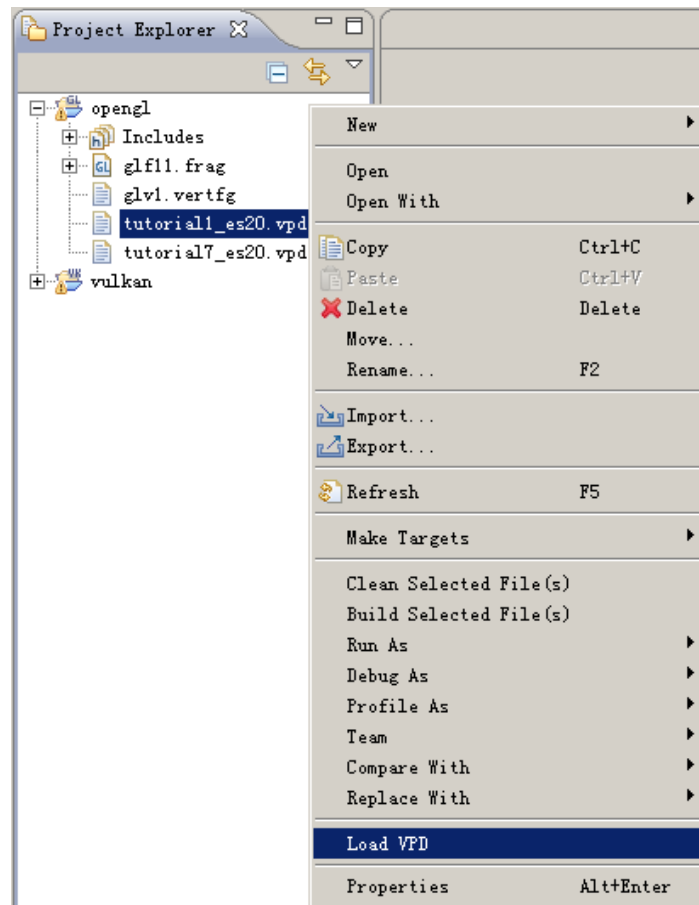 Project Explorer
opengl
Includes
glf11.frag
glv1.vertfg
tutorial1_es20.vpd
tutorial7_es20.vpd
vulkan
New
Open
Open With
Copy Ctrl+C
Paste Ctrl+V
Delete Delete
Move...
Rename... F2
Import...
Export...
Refresh F5
Make Targets
Clean Selected File(s)
Build Selected File(s)
Run As
Debug As
Profile As
Team
Compare With
Replace With
Load VPD
Properties Alt+Enter